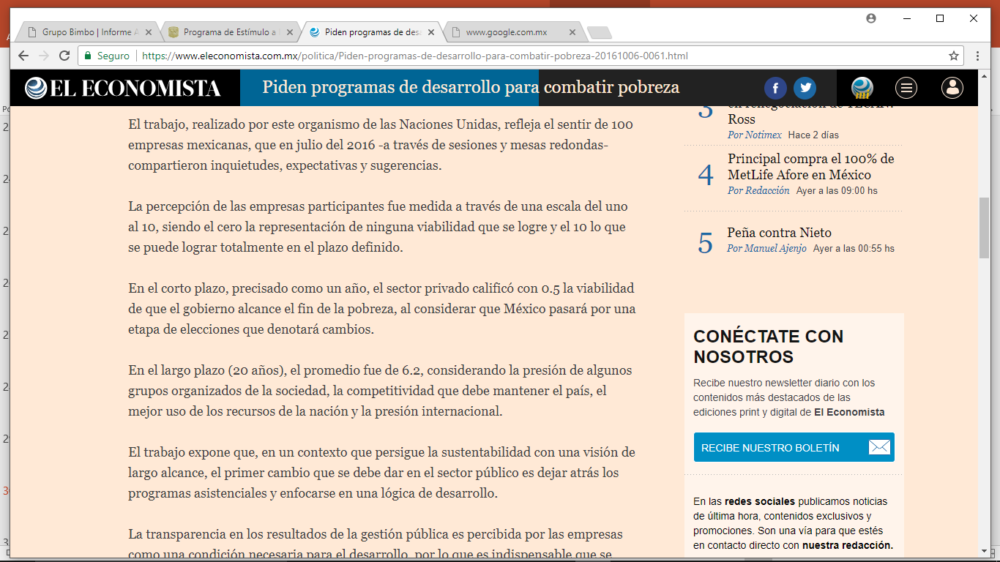 Grupo Bimbo | Informe A
Programa de Estímulo a
Piden programas de des
www.google.com.mx
Seguro
https://www.eleconomista.com.mx/politica/Piden-programas-de-desarrollo-para-combatir-pobreza-20161006-0061.html
EL ECONOMISTA
Piden programas de desarrollo para combatir pobreza
El trabajo, realizado por este organismo de las Naciones Unidas, refleja el sentir de 100
empresas mexicanas, que en julio del 2016 -a través de sesiones y mesas redondas-
compartieron inquietudes, expectativas y sugerencias.
La percepción de las empresas participantes fue medida a través de una escala del uno
al 10, siendo el cero la representación de ninguna viabilidad que se logre y el 10 lo que
se puede lograr totalmente en el plazo definido.
En el corto plazo, precisado como un año, el sector privado calificó con 0.5 la viabilidad
de que el gobierno alcance el fin de la pobreza, al considerar que México pasará por una
etapa de elecciones que denotará cambios.
En el largo plazo (20 años), el promedio fue de 6.2, considerando la presión de algunos
grupos organizados de la sociedad, la competitividad que debe mantener el país, el
mejor uso de los recursos de la nación y la presión internacional.
El trabajo expone que, en un contexto que persigue la sustentabilidad con una visión de
largo alcance, el primer cambio que se debe dar en el sector público es dejar atrás los
programas asistenciales y enfocarse en una lógica de desarrollo.
La transparencia en los resultados de la gestión pública es percibida por las empresas
como una condición necesaria para el desarrollo, por lo que es indispensable que se
3
en renegociación de TLCAN:
Ross
Por Notimex Hace 2 días
4
Principal compra el 100% de
MetLife Afore en México
Por Redacción Ayer a las 09:00 hs
5
Peña contra Nieto
Por Manuel Ajenjo Ayer a las 00:55 hs
CONÉCTATE CON
NOSOTROS
Recibe nuestro newsletter diario con los
contenidos más destacados de las
ediciones print y digital de El Economista
RECIBE NUESTRO BOLETÍN
En las redes sociales publicamos noticias
de última hora, contenidos exclusivos y
promociones. Son una vía para que estés
en contacto directo con nuestra redacción.